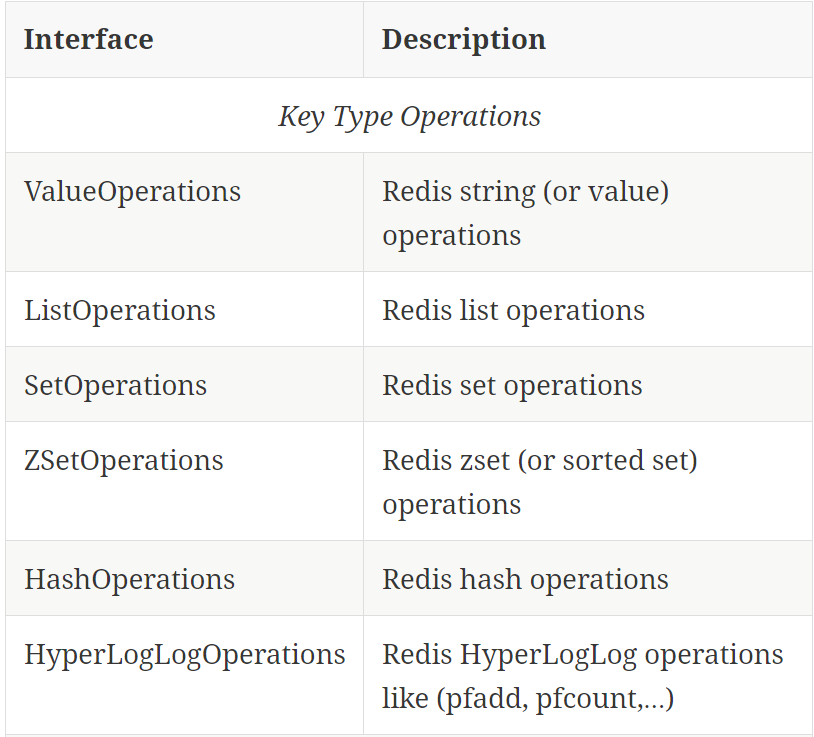 Interface Description
Key Type Operations
ValueOperations Redis string (or value)
operations
ListOperations Redis list operations
SetOperations Redis set operations
ZSetOperations Redis zset (or sorted set)
operations
HashOperations Redis hash operations
HyperLogLogOperations Redis HyperLogLog operations
like (pfadd, pfcount,...)